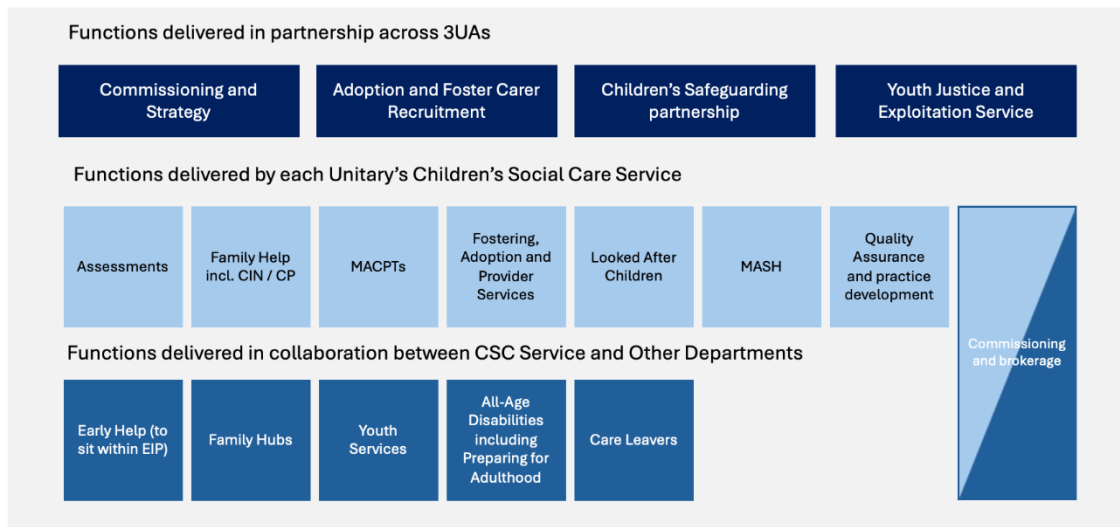 Functions delivered in partnership across 3UAs
Commissioning and
Strategy
Adoption and Foster Carer
Recruitment
Children’s Safeguarding
partnership
Youth Justice and
Exploitation Service
Functions delivered by each Unitary’s Children’s Social Care Service
Assessments
Family Help
incl. CIN / CP
MACPTs
Fostering,
Adoption and
Provider
Services
Looked After
Children
MASH
Quality
Assurance
and practice
development
Commissioning
and brokerage
Functions delivered in collaboration between CSC Service and Other Departments
Early Help (to
sit within EIP)
Family Hubs
Youth
Services
All-Age
Disabilities
including
Preparing for
Adulthood
Care Leavers